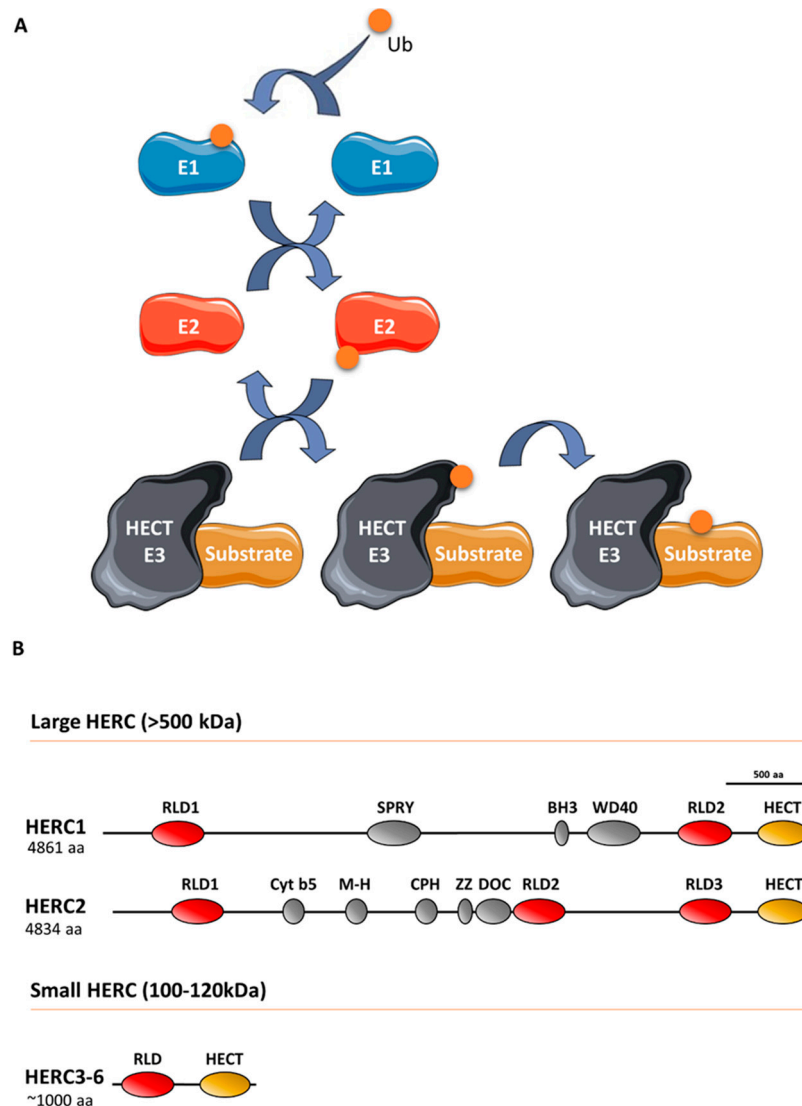 A
Ub
E1 E1
E2 E2
HECT E3 Substrate HECT E3 Substrate HECT E3 Substrate
B
Large HERC (>500 kDa)
500 aa
RLD1 SPRY BH3 WD40 RLD2 HECT
HERC1
4861 aa
RLD1 Cyt b5 M-H CPH ZZ DOC RLD2 RLD3 HECT
HERC2
4834 aa
Small HERC (100-120kDa)
RLD HECT
HERC3-6
~1000 aa